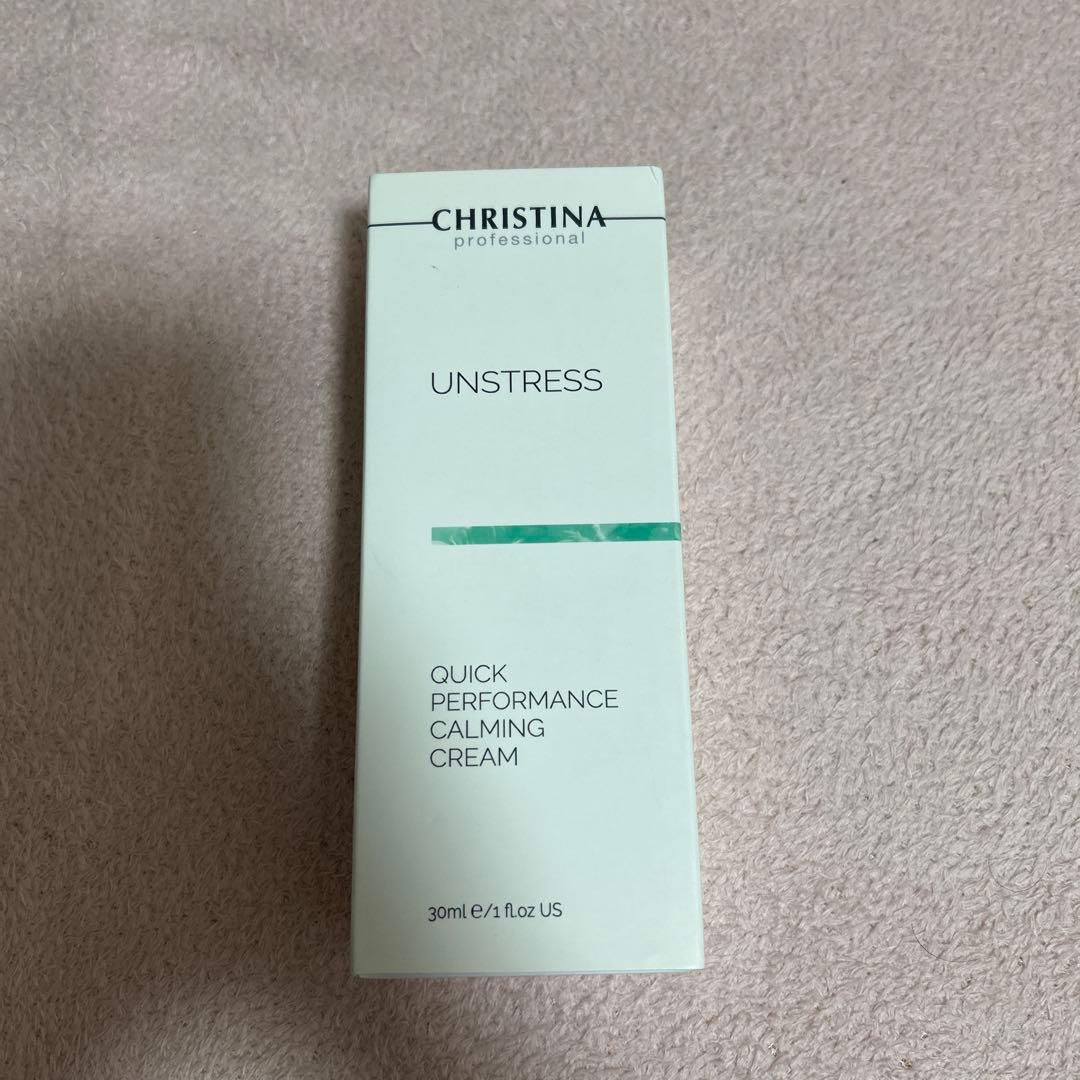 CHRISTINA
professional
UNSTRESS
QUICK
PERFORMANCE
CALMING
CREAM
30ml e/1 fl.oz US